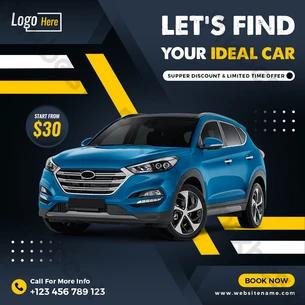 Logo Here
LET'S FIND
YOUR IDEAL CAR
SUPPER DISCOUNT & LIMITED TIME OFFER
START FROM
$30
Call For More Info
+123 456 789 123
BOOK NOW
www.websitename.com